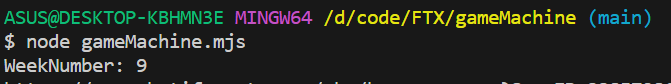 ASUS@DESKTOP-KBHMN3E MINGW64 /d/code/FTX/gameMachine (main)
$ node gameMachine.mjs
WeekNumber: 9